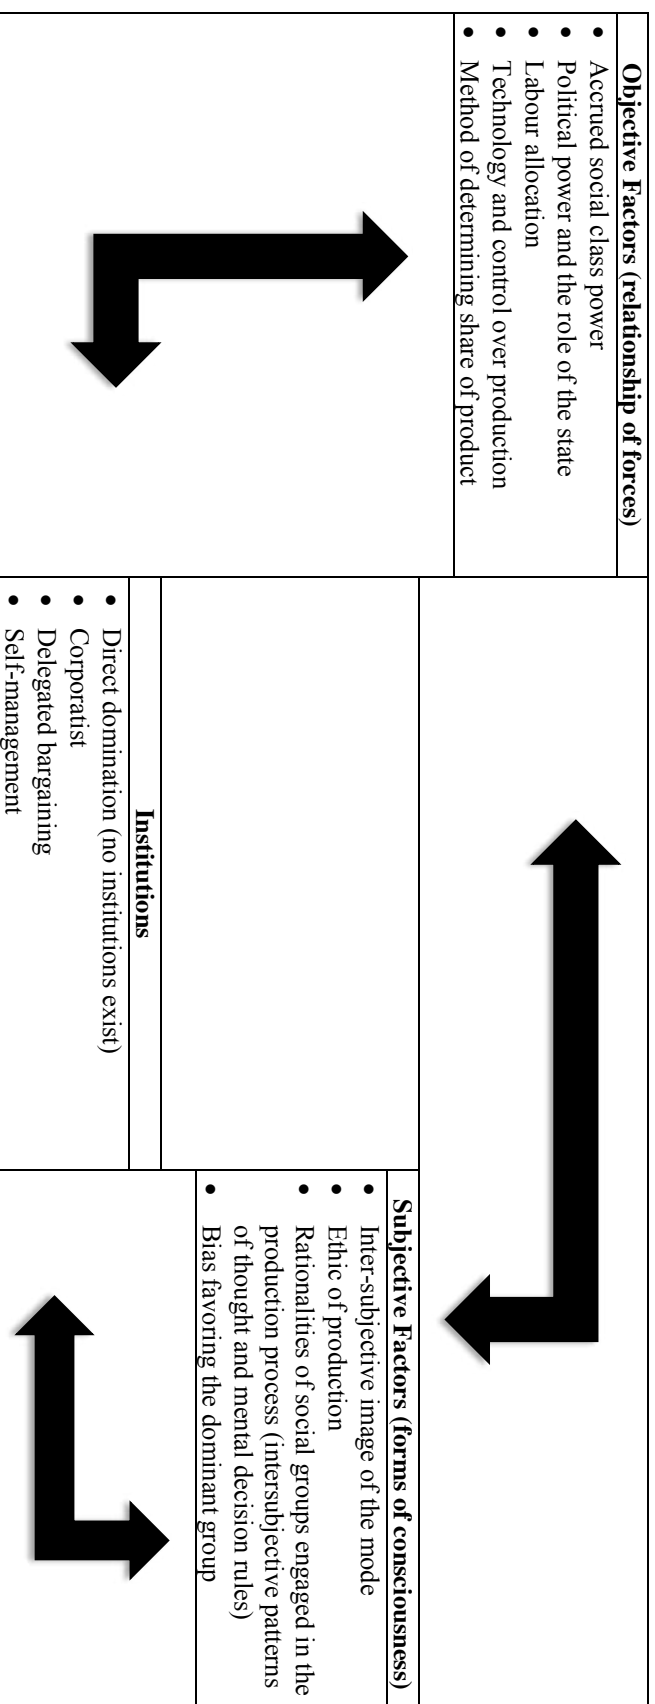 Objective Factors (relationship of forces)
• Accrued social class power
• Political power and the role of the state
• Labour allocation
• Technology and control over production
• Method of determining share of product
Subjective Factors (forms of consciousness)
• Inter-subjective image of the mode
• Ethic of production
• Rationalities of social groups engaged in the
production process (intersubjective patterns
of thought and mental decision rules)
• Bias favoring the dominant group
Institutions
• Direct domination (no institutions exist)
• Corporatist
• Delegated bargaining
• Self-management